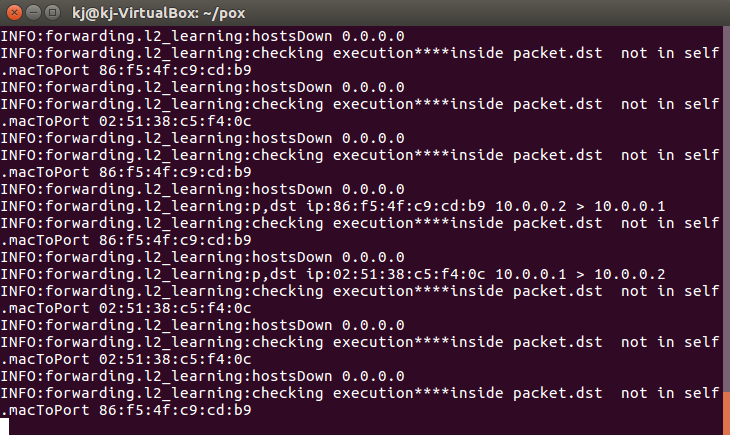 kj@kj-VirtualBox: ~/pox
INFO:forwarding.l2_learning:hostsDown 0.0.0.0
INFO:forwarding.l2_learning:checking execution****inside packet.dst  not in self
.macToPort 86:f5:4f:c9:cd:b9
INFO:forwarding.l2_learning:hostsDown 0.0.0.0
INFO:forwarding.l2_learning:checking execution****inside packet.dst  not in self
.macToPort 02:51:38:c5:f4:0c
INFO:forwarding.l2_learning:hostsDown 0.0.0.0
INFO:forwarding.l2_learning:checking execution****inside packet.dst  not in self
.macToPort 86:f5:4f:c9:cd:b9
INFO:forwarding.l2_learning:hostsDown 0.0.0.0
INFO:forwarding.l2_learning:p,dst ip:86:f5:4f:c9:cd:b9 10.0.0.2 > 10.0.0.1
INFO:forwarding.l2_learning:checking execution****inside packet.dst  not in self
.macToPort 86:f5:4f:c9:cd:b9
INFO:forwarding.l2_learning:hostsDown 0.0.0.0
INFO:forwarding.l2_learning:p,dst ip:02:51:38:c5:f4:0c 10.0.0.1 > 10.0.0.2
INFO:forwarding.l2_learning:checking execution****inside packet.dst  not in self
.macToPort 02:51:38:c5:f4:0c
INFO:forwarding.l2_learning:hostsDown 0.0.0.0
INFO:forwarding.l2_learning:checking execution****inside packet.dst  not in self
.macToPort 02:51:38:c5:f4:0c
INFO:forwarding.l2_learning:hostsDown 0.0.0.0
INFO:forwarding.l2_learning:checking execution****inside packet.dst  not in self
.macToPort 86:f5:4f:c9:cd:b9